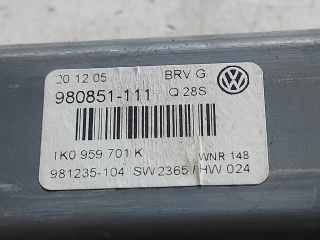 20 12 05 BRV G
980851-111 Q 28S
1K0 959 701 K WNR 148
981235-104 SW2365/HW 024